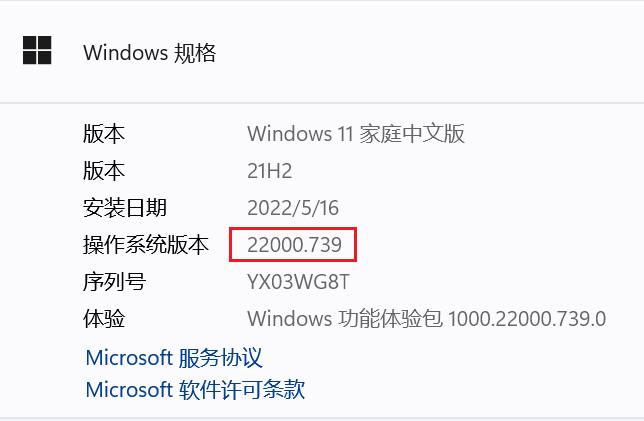 Windows 规格
版本 Windows 11 家庭中文版
版本 21H2
安装日期 2022/5/16
操作系统版本 22000.739
序列号 YX03WG8T
体验 Windows 功能体验包 1000.22000.739.0
Microsoft 服务协议
Microsoft 软件许可条款